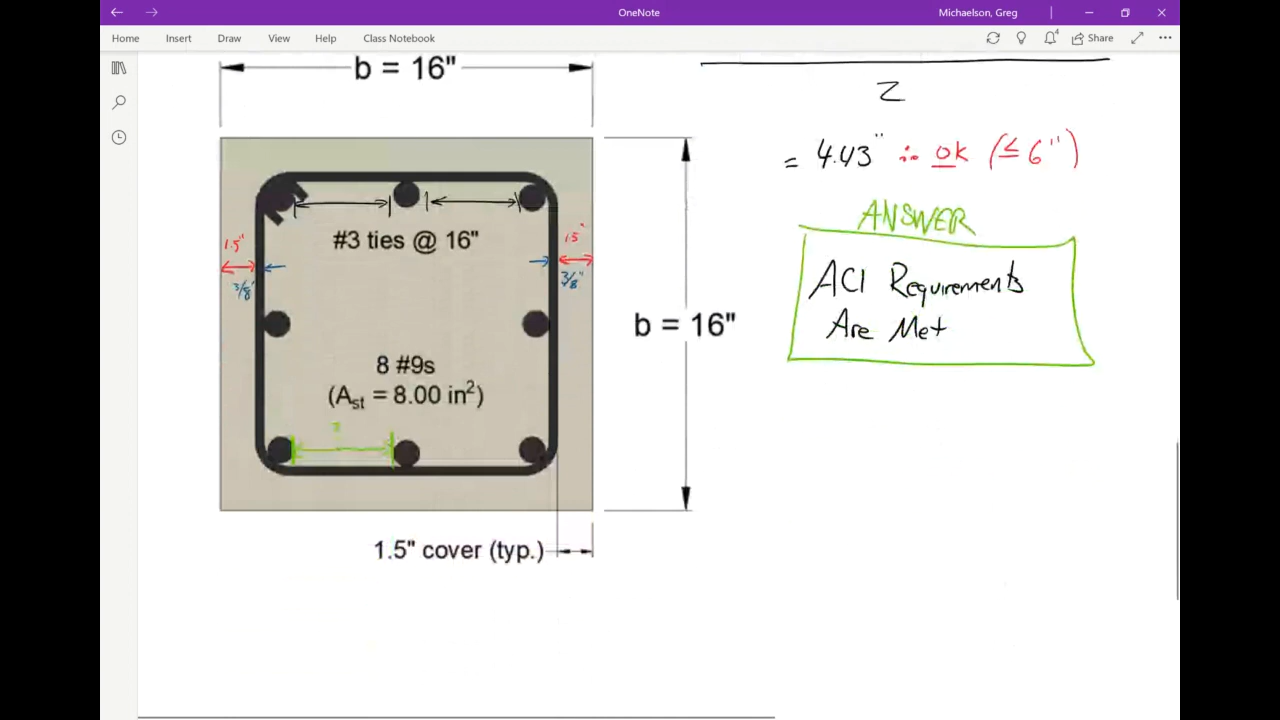 OneNote
Michaelson, Greg
Home Insert Draw View Help Class Notebook Share
b = 16"
2
= 4.43" ∴ ok (≤ 6")
ANSWER
ACI Requirements
Are Met
1.5"
3/8"
#3 ties @ 16"
1.5"
3/8"
b = 16"
8 #9s
(Ast = 8.00 in²)
1.5" cover (typ.)